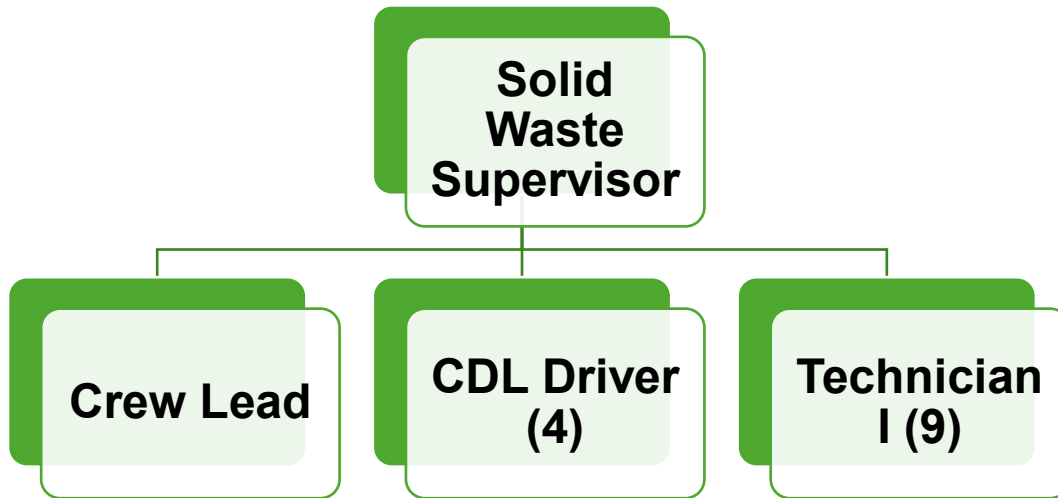 Solid
Waste
Supervisor
Crew Lead
CDL Driver
(4)
Technician
I (9)